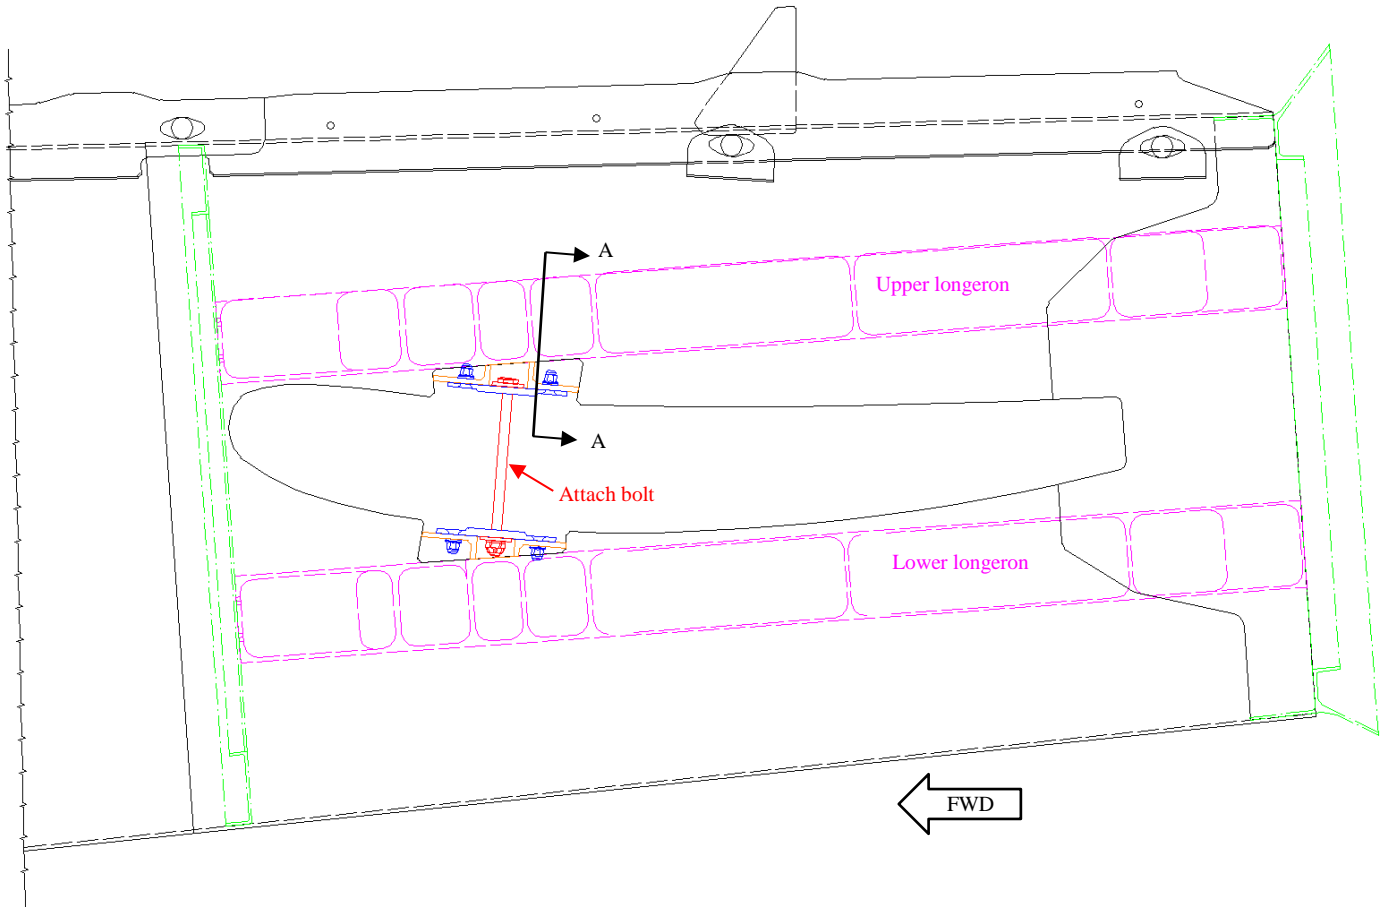 A
Upper longeron
A
Attach bolt
Lower longeron
FWD